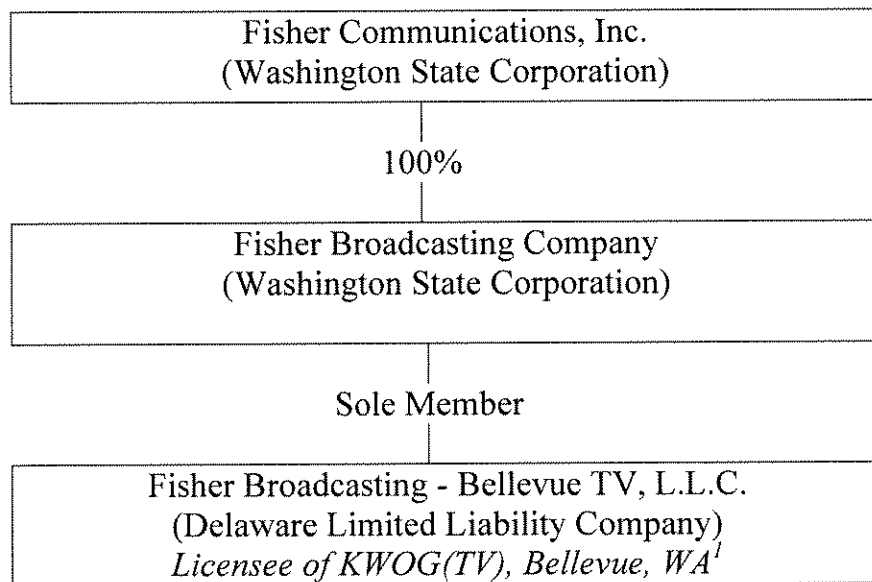 Fisher Communications, Inc.
(Washington State Corporation)
100%
Fisher Broadcasting Company
(Washington State Corporation)
Sole Member
Fisher Broadcasting - Bellevue TV, L.L.C.
(Delaware Limited Liability Company)
Licensee of KWOG(TV), Bellevue, WA¹